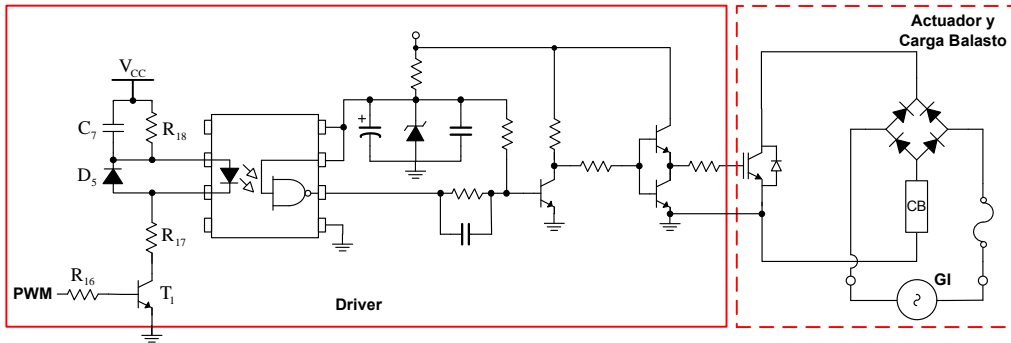 Actuador y
Carga Balasto
V_CC
C_7
R_18
D_5
R_17
R_16
PWM
T_1
Driver
CB
GI
+